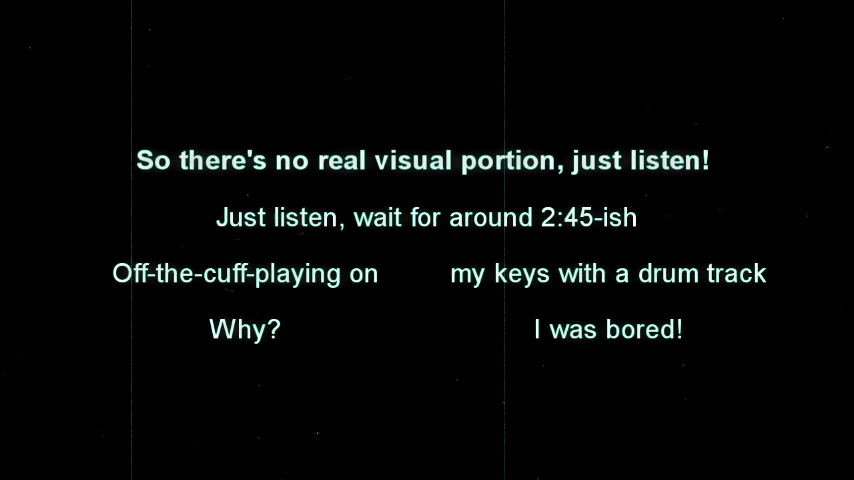 So there's no real visual portion, just listen!
Just listen, wait for around 2:45-ish
Off-the-cuff-playing on my keys with a drum track
Why? I was bored!